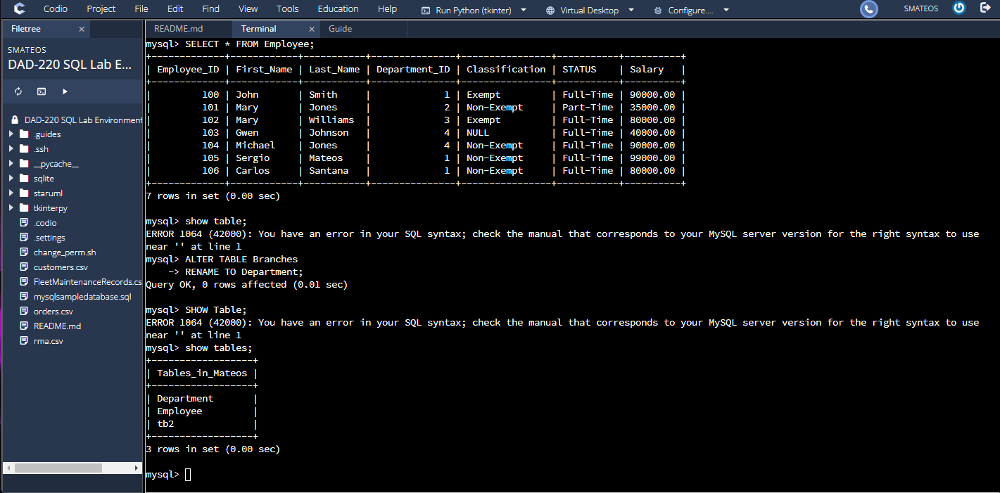 Codio Project File Edit Find View Tools Education Help Run Python (tkinter) Virtual Desktop Configure.... SMATEOS
Filetree
SMATEOS
DAD-220 SQL Lab E...
DAD-220 SQL Lab Environment
.guides
.ssh
__pycache__
sqlite
staruml
tkinterpy
.codio
.settings
change_perm.sh
customers.csv
FleetMaintenanceRecords.cs
mysqlsampledatabase.sql
orders.csv
README.md
rma.csv
README.md Terminal Guide
mysql> SELECT * FROM Employee;
+-------------+------------+-----------+---------------+----------------+-----------+----------+
| Employee_ID | First_Name | Last_Name | Department_ID | Classification | STATUS    | Salary   |
+-------------+------------+-----------+---------------+----------------+-----------+----------+
|         100 | John       | Smith     |             1 | Exempt         | Full-Time | 90000.00 |
|         101 | Mary       | Jones     |             2 | Non-Exempt     | Part-Time | 35000.00 |
|         102 | Mary       | Williams  |             3 | Exempt         | Full-Time | 80000.00 |
|         103 | Gwen       | Johnson   |             4 | NULL           | Full-Time | 40000.00 |
|         104 | Michael    | Jones     |             4 | Non-Exempt     | Full-Time | 90000.00 |
|         105 | Sergio     | Mateos    |             1 | Non-Exempt     | Full-Time | 99000.00 |
|         106 | Carlos     | Santana   |             1 | Non-Exempt     | Full-Time | 80000.00 |
+-------------+------------+-----------+---------------+----------------+-----------+----------+
7 rows in set (0.00 sec)
mysql> show table;
ERROR 1064 (42000): You have an error in your SQL syntax; check the manual that corresponds to your MySQL server version for the right syntax to use
near '' at line 1
mysql> ALTER TABLE Branches
    -> RENAME TO Department;
Query OK, 0 rows affected (0.01 sec)
mysql> SHOW Table;
ERROR 1064 (42000): You have an error in your SQL syntax; check the manual that corresponds to your MySQL server version for the right syntax to use
near '' at line 1
mysql> show tables;
+------------------+
| Tables_in_Mateos |
+------------------+
| Department       |
| Employee         |
| tb2              |
+------------------+
3 rows in set (0.00 sec)
mysql>